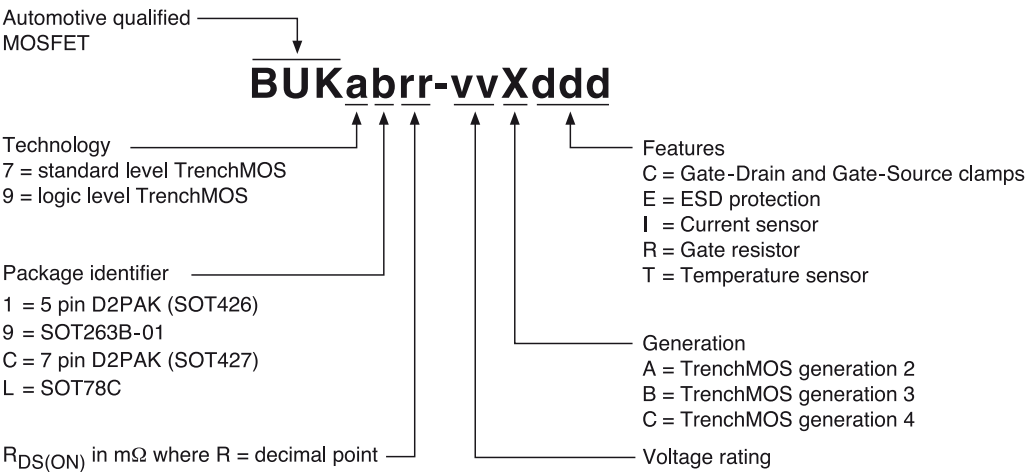 Automotive qualified
MOSFET
BUKabrr-vvXddd
Technology
7 = standard level TrenchMOS
9 = logic level TrenchMOS
Package identifier
1 = 5 pin D2PAK (SOT426)
9 = SOT263B-01
C = 7 pin D2PAK (SOT427)
L = SOT78C
RDS(ON) in mΩ where R = decimal point
Features
C = Gate-Drain and Gate-Source clamps
E = ESD protection
I = Current sensor
R = Gate resistor
T = Temperature sensor
Generation
A = TrenchMOS generation 2
B = TrenchMOS generation 3
C = TrenchMOS generation 4
Voltage rating